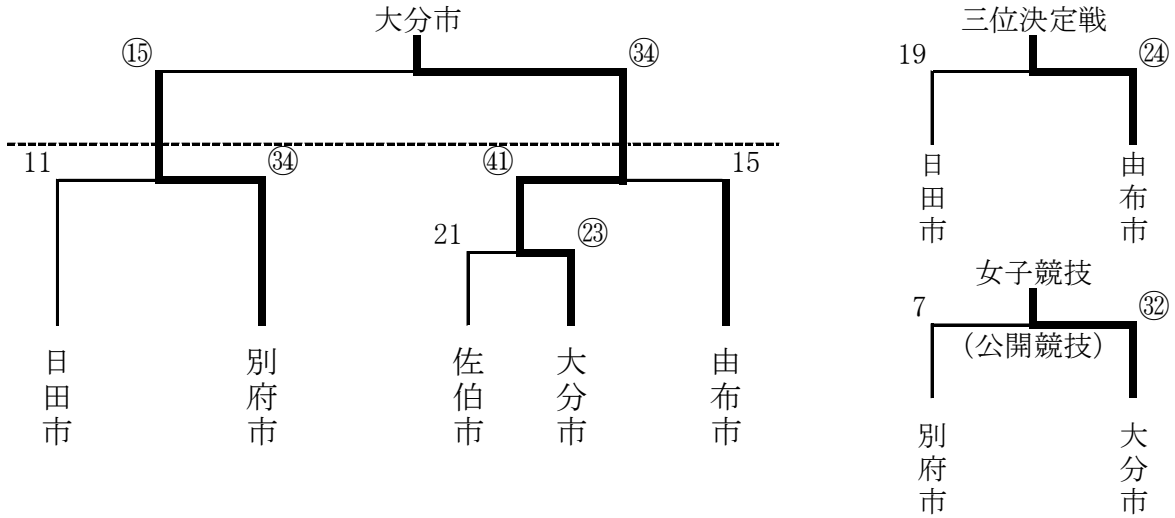 大分市
⑮
㉞
11
㉞
㊶
15
21
㉓
日田市
別府市
佐伯市
大分市
由布市
三位決定戦
19
㉔
日田市
由布市
女子競技
7
㉜
(公開競技)
別府市
大分市